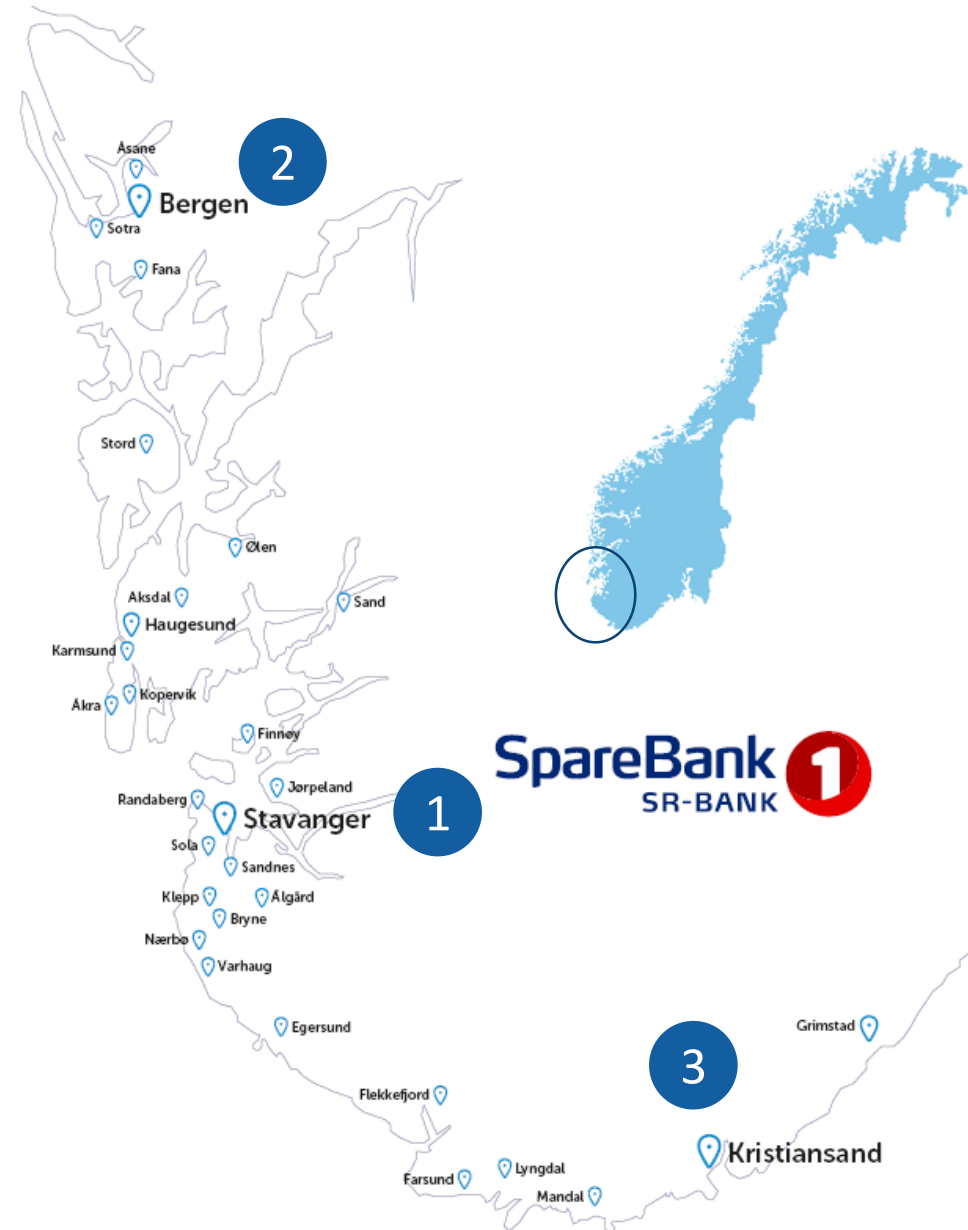 Åsane
2
Bergen
Sotra
Fana
Stord
Ølen
Aksdal
Sand
Haugesund
Karmsund
Kopervik
Åkra
Finnøy
SpareBank 1
SR-BANK
Jørpeland
Randaberg
Stavanger
1
Sola
Sandnes
Klepp
Ålgård
Bryne
Nærbø
Varhaug
Egersund
Grimstad
3
Flekkefjord
Kristiansand
Lyngdal
Farsund
Mandal